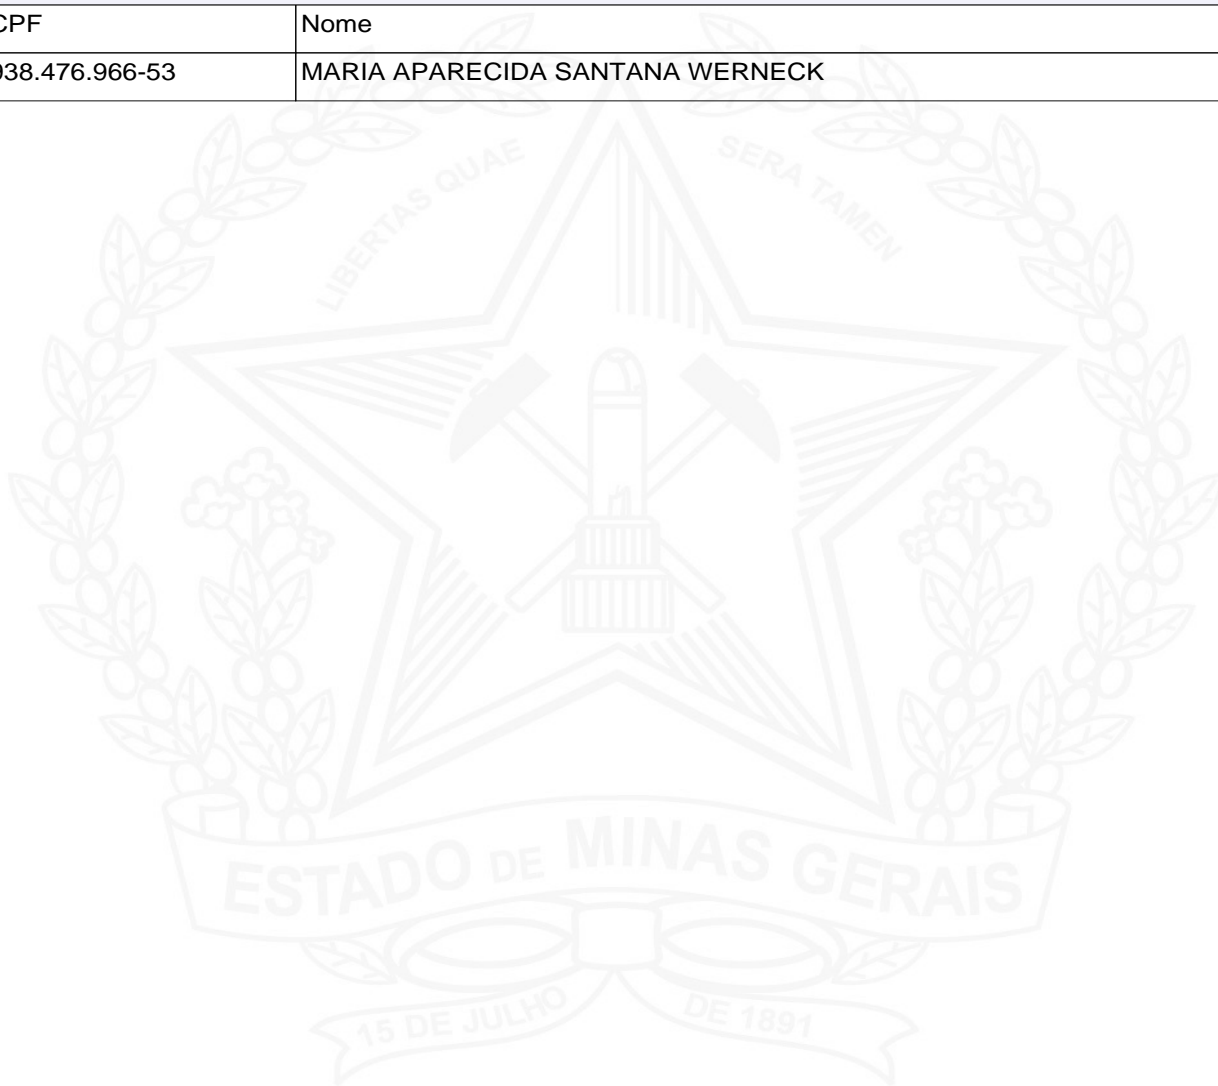 CPF Nome
938.476.966-53 MARIA APARECIDA SANTANA WERNECK
LIBERTAS QUAE SERA TAMEN
ESTADO DE MINAS GERAIS
15 DE JULHO DE 1891